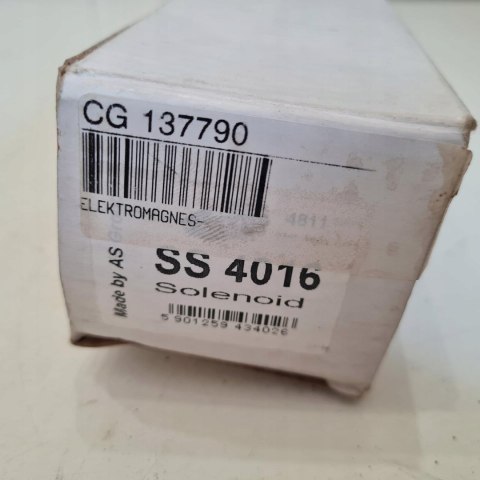 CG 137790
ELEKTROMAGNES-
4811
Made by AS
SS 4016
Solenoid
5 901259 434026